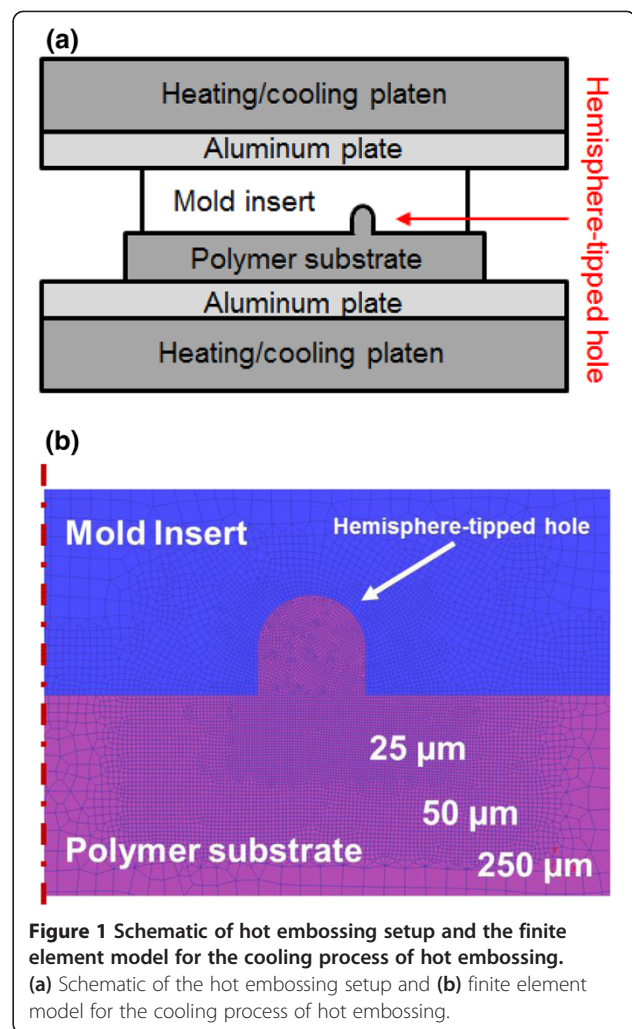 (a)
Heating/cooling platen
Aluminum plate
Mold insert
Polymer substrate
Aluminum plate
Heating/cooling platen
Hemisphere-tipped hole
(b)
Mold Insert
Hemisphere-tipped hole
25 µm
50 µm
250 µm
Polymer substrate
Figure 1 Schematic of hot embossing setup and the finite
element model for the cooling process of hot embossing.
(a) Schematic of the hot embossing setup and (b) finite element
model for the cooling process of hot embossing.